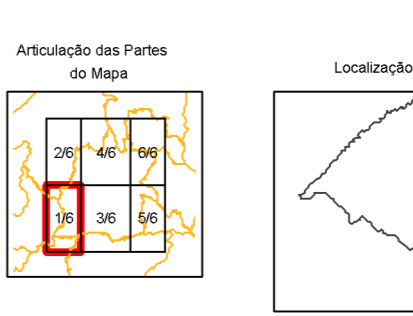 Articulação das Partes
do Mapa
Localização
2/6 4/6 6/6
1/6 3/6 5/6